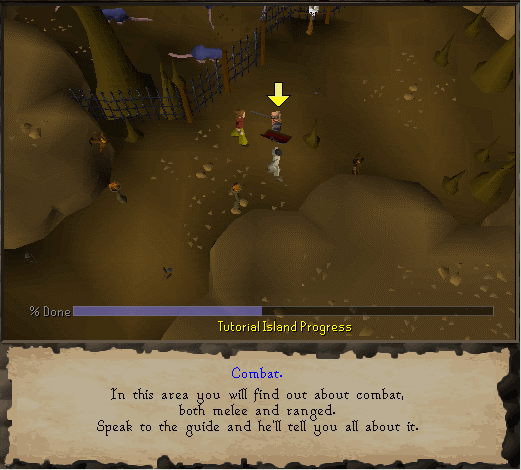 % Done
Tutorial Island Progress
Combat.
In this area you will find out about combat,
both melee and ranged.
Speak to the guide and he'll tell you all about it.